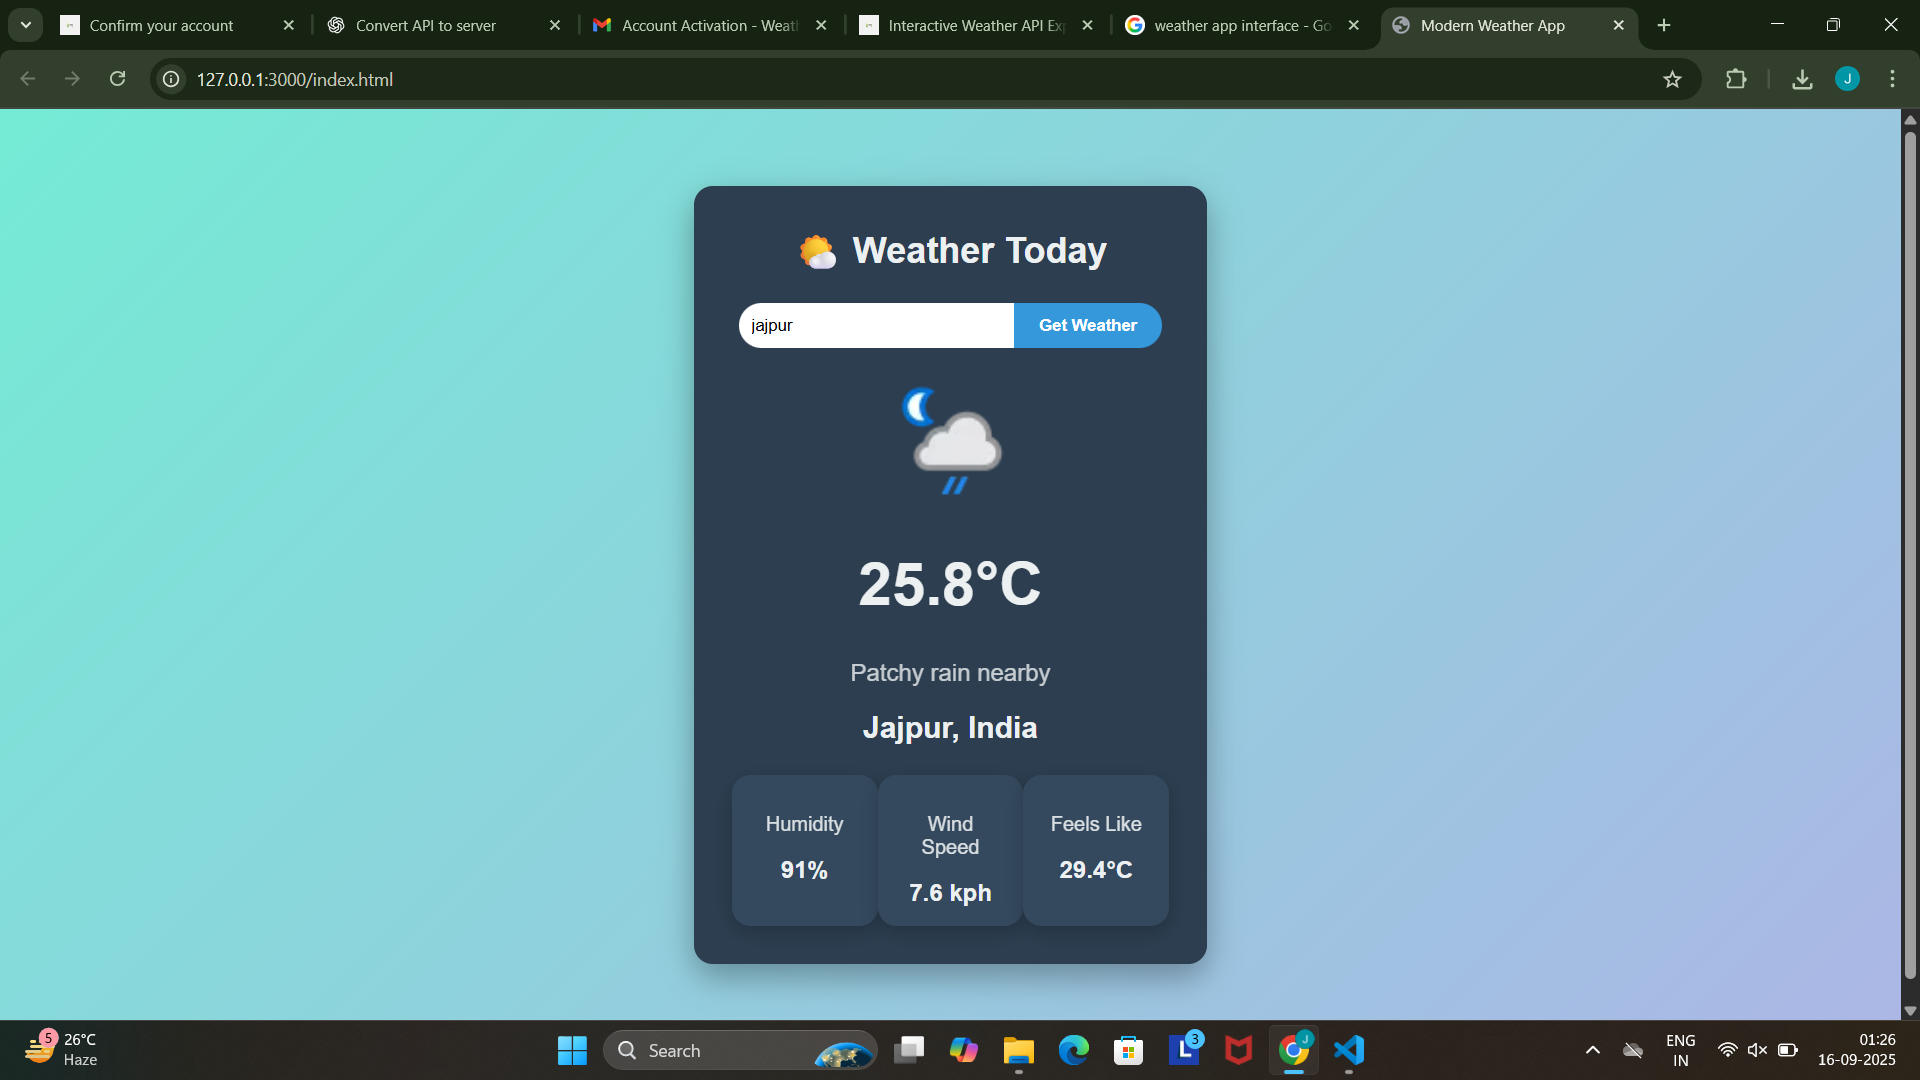 Confirm your account
Convert API to server
Account Activation - Weat
Interactive Weather API Ex
weather app interface - Go
Modern Weather App
127.0.0.1:3000/index.html
J
Weather Today
jajpur
Get Weather
25.8°C
Patchy rain nearby
Jajpur, India
Humidity
91%
Wind
Speed
7.6 kph
Feels Like
29.4°C
5
26°C
Haze
Search
L
3
J
ENG
IN
01:26
16-09-2025